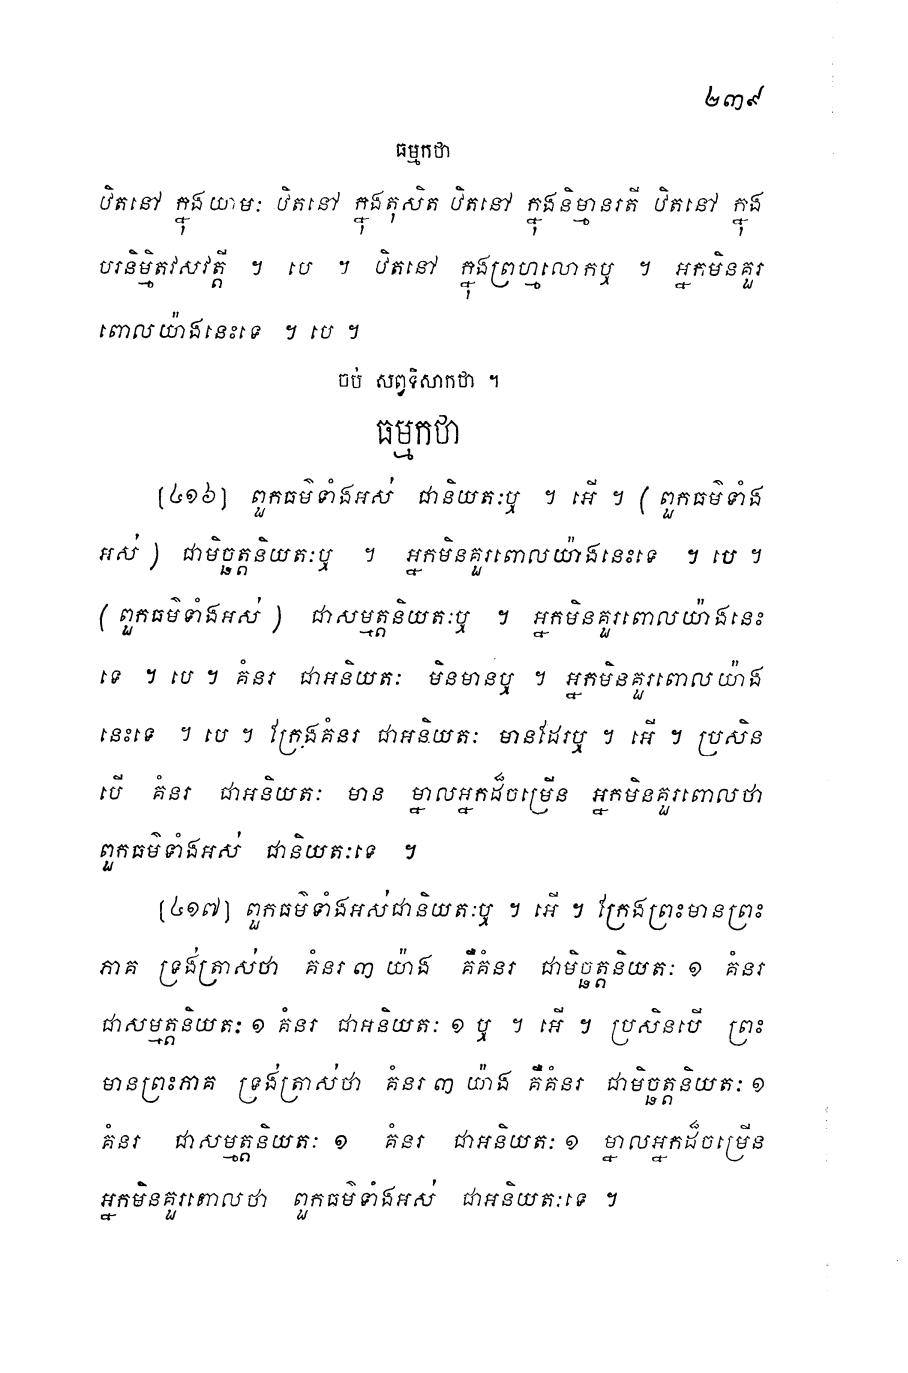 ២៣៩
ធម្មកថា
ឋិតនៅ ក្នុងយាមៈ ឋិតនៅ ក្នុងតុសិត ឋិតនៅ ក្នុងនិម្មានរតី ឋិតនៅ ក្នុង
បរនិម្មិតវសវត្តី ។ បេ ។ ឋិតនៅ ក្នុងព្រហ្មលោកឬ ។ អ្នកមិនគួរ
ពោលយ៉ាងនេះទេ ។ បេ ។
ចប់ សព្វទិសាកថា ។
ធម្មកថា
[៤១៦] ពួកធម៌ទាំងអស់ ជានិយតៈឬ ។ អើ ។ ( ពួកធម៌ទាំង
អស់ ) ជាមិច្ឆត្តនិយតៈឬ ។ អ្នកមិនគួរពោលយ៉ាងនេះទេ ។ បេ ។
( ពួកធម៌ទាំងអស់ ) ជាសម្មត្តនិយតៈឬ ។ អ្នកមិនគួរពោលយ៉ាងនេះ
ទេ ។ បេ ។ គំនរ ជាអនិយតៈ មិនមានឬ ។ អ្នកមិនគួរពោលយ៉ាង
នេះទេ ។ បេ ។ ក្រែងគំនរ ជាអនិយតៈ មានដែរឬ ។ អើ ។ ប្រសិន
បើ គំនរ ជាអនិយតៈ មាន ម្នាលអ្នកដ៏ចម្រើន អ្នកមិនគួរពោលថា
ពួកធម៌ទាំងអស់ ជានិយតៈទេ ។
[៤១៧] ពួកធម៌ទាំងអស់ជានិយតៈឬ ។ អើ ។ ក្រែងព្រះមានព្រះ
ភាគ ទ្រង់ត្រាស់ថា គំនរ ៣ យ៉ាង គឺគំនរ ជាមិច្ឆត្តនិយតៈ ១ គំនរ
ជាសម្មត្តនិយតៈ ១ គំនរ ជាអនិយតៈ ១ ឬ ។ អើ ។ ប្រសិនបើ ព្រះ
មានព្រះភាគ ទ្រង់ត្រាស់ថា គំនរ ៣ យ៉ាង គឺគំនរ ជាមិច្ឆត្តនិយតៈ ១
គំនរ ជាសម្មត្តនិយតៈ ១ គំនរ ជាអនិយតៈ ១ ម្នាលអ្នកដ៏ចម្រើន
អ្នកមិនគួរពោលថា ពួកធម៌ទាំងអស់ ជាអនិយតៈទេ ។